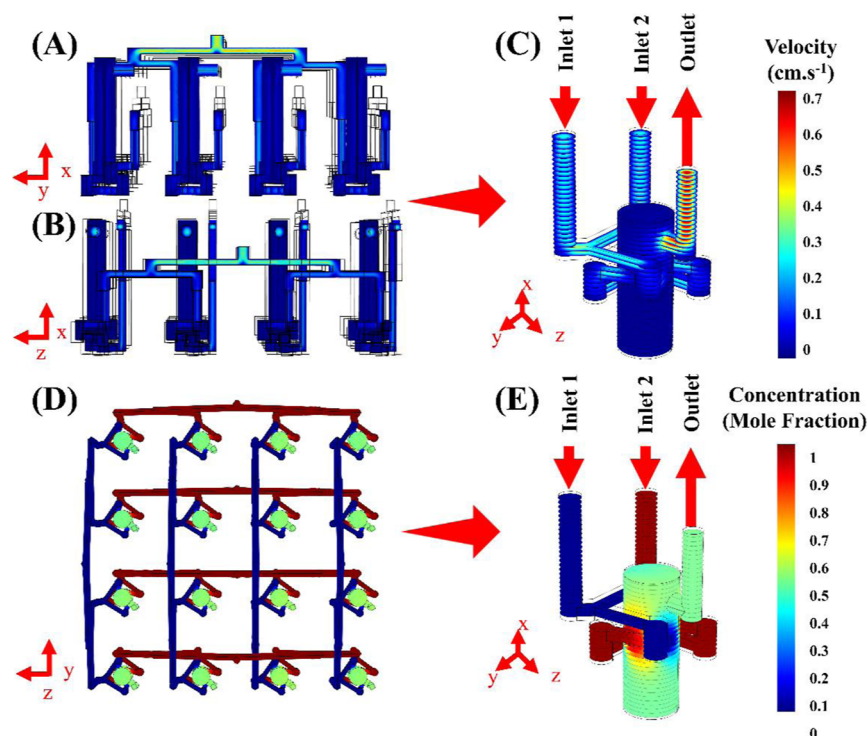 (A)
x
y
(B)
x
z
(C)
Inlet 1
Inlet 2
Outlet
x
y
z
Velocity
(cm.s⁻¹)
0.7
0.6
0.5
0.4
0.3
0.2
0.1
0
(D)
y
z
(E)
Inlet 1
Inlet 2
Outlet
x
y
z
Concentration
(Mole Fraction)
1
0.9
0.8
0.7
0.6
0.5
0.4
0.3
0.2
0.1
0